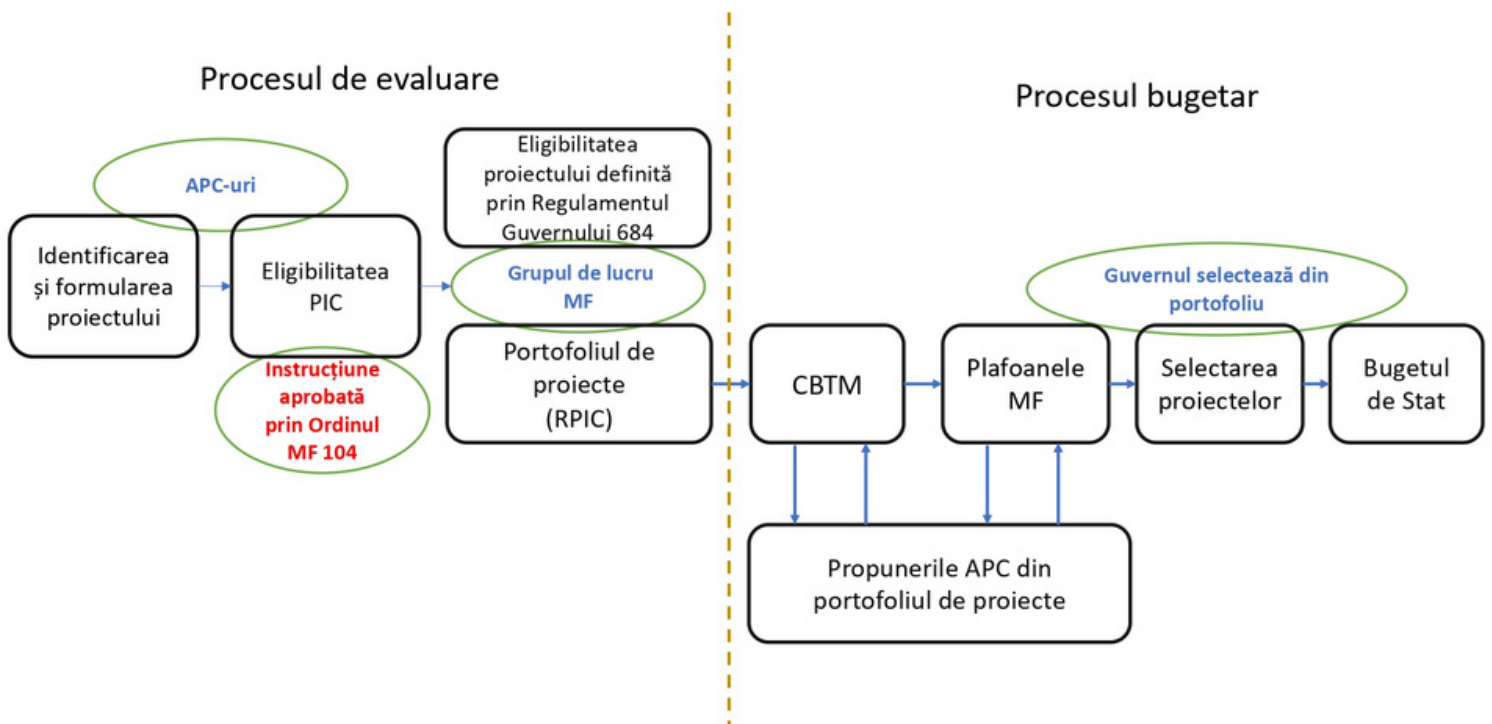 Procesul de evaluare
APC-uri
Identificarea
și formularea
proiectului
Eligibilitatea
PIC
Instrucțiune
aprobată
prin Ordinul
MF 104
Eligibilitatea
proiectului definită
prin Regulamentul
Guvernului 684
Grupul de lucru
MF
Portofoliul de
proiecte
(RPIC)
Procesul bugetar
CBTM
Plafoanele
MF
Guvernul selectează din
portofoliu
Selectarea
proiectelor
Bugetul
de Stat
Propunerile APC din
portofoliul de proiecte